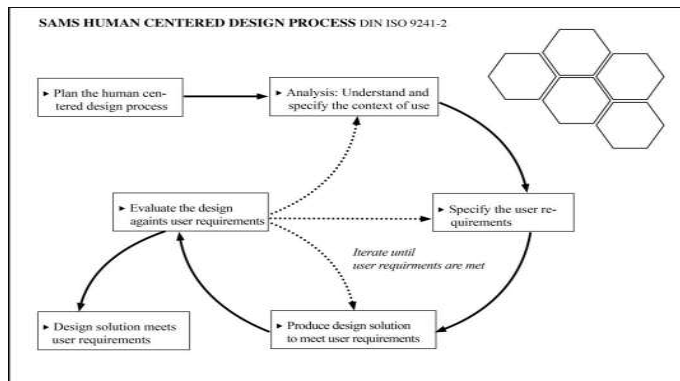 SAMS HUMAN CENTERED DESIGN PROCESS DIN ISO 9241-2
▸ Plan the human cen-
tered design process
▸ Analysis: Understand and
specify the context of use
▸ Evaluate the design
againts user requirements
▸ Specify the user re-
quirements
Iterate until
user requirments are met
▸ Design solution meets
user requirements
▸ Produce design solution
to meet user requirements